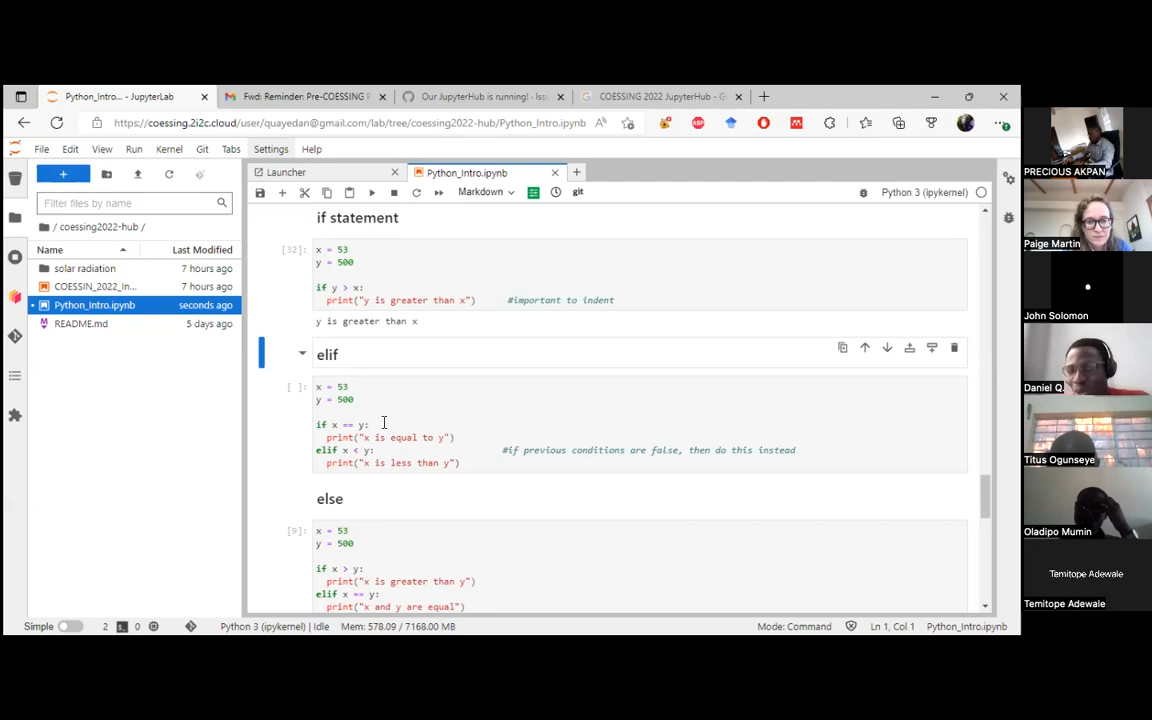 Python_Intro... - JupyterLab
Fwd: Reminder: Pre-COESSING
Our JupyterHub is running! - Iss
COESSING 2022 JupyterHub - G
https://coessing.2i2c.cloud/user/quayedan@gmail.com/lab/tree/coessing2022-hub/Python_Intro.ipynb
File Edit View Run Kernel Git Tabs Settings Help
Launcher
Python_Intro.ipynb
Markdown
git
Python 3 (ipykernel)
Filter files by name
/ coessing2022-hub /
Name
Last Modified
solar radiation
7 hours ago
COESSIN_2022_In...
7 hours ago
Python_Intro.ipynb
seconds ago
README.md
5 days ago
if statement
[32]:
x = 53
y = 500
if y > x:
print("y is greater than x") #important to indent
y is greater than x
elif
[ ]:
x = 53
y = 500
if x == y:
print("x is equal to y")
elif x < y: #if previous conditions are false, then do this instead
print("x is less than y")
else
[9]:
x = 53
y = 500
if x > y:
print("x is greater than y")
elif x == y:
print("x and y are equal")
Simple
2
0
Python 3 (ipykernel) | Idle
Mem: 578.09 / 7168.00 MB
Mode: Command
Ln 1, Col 1
Python_Intro.ipynb
PRECIOUS AKPAN
Paige Martin
John Solomon
Daniel Q.
Titus Ogunseye
Oladipo Mumin
Temitope Adewale
Temitope Adewale